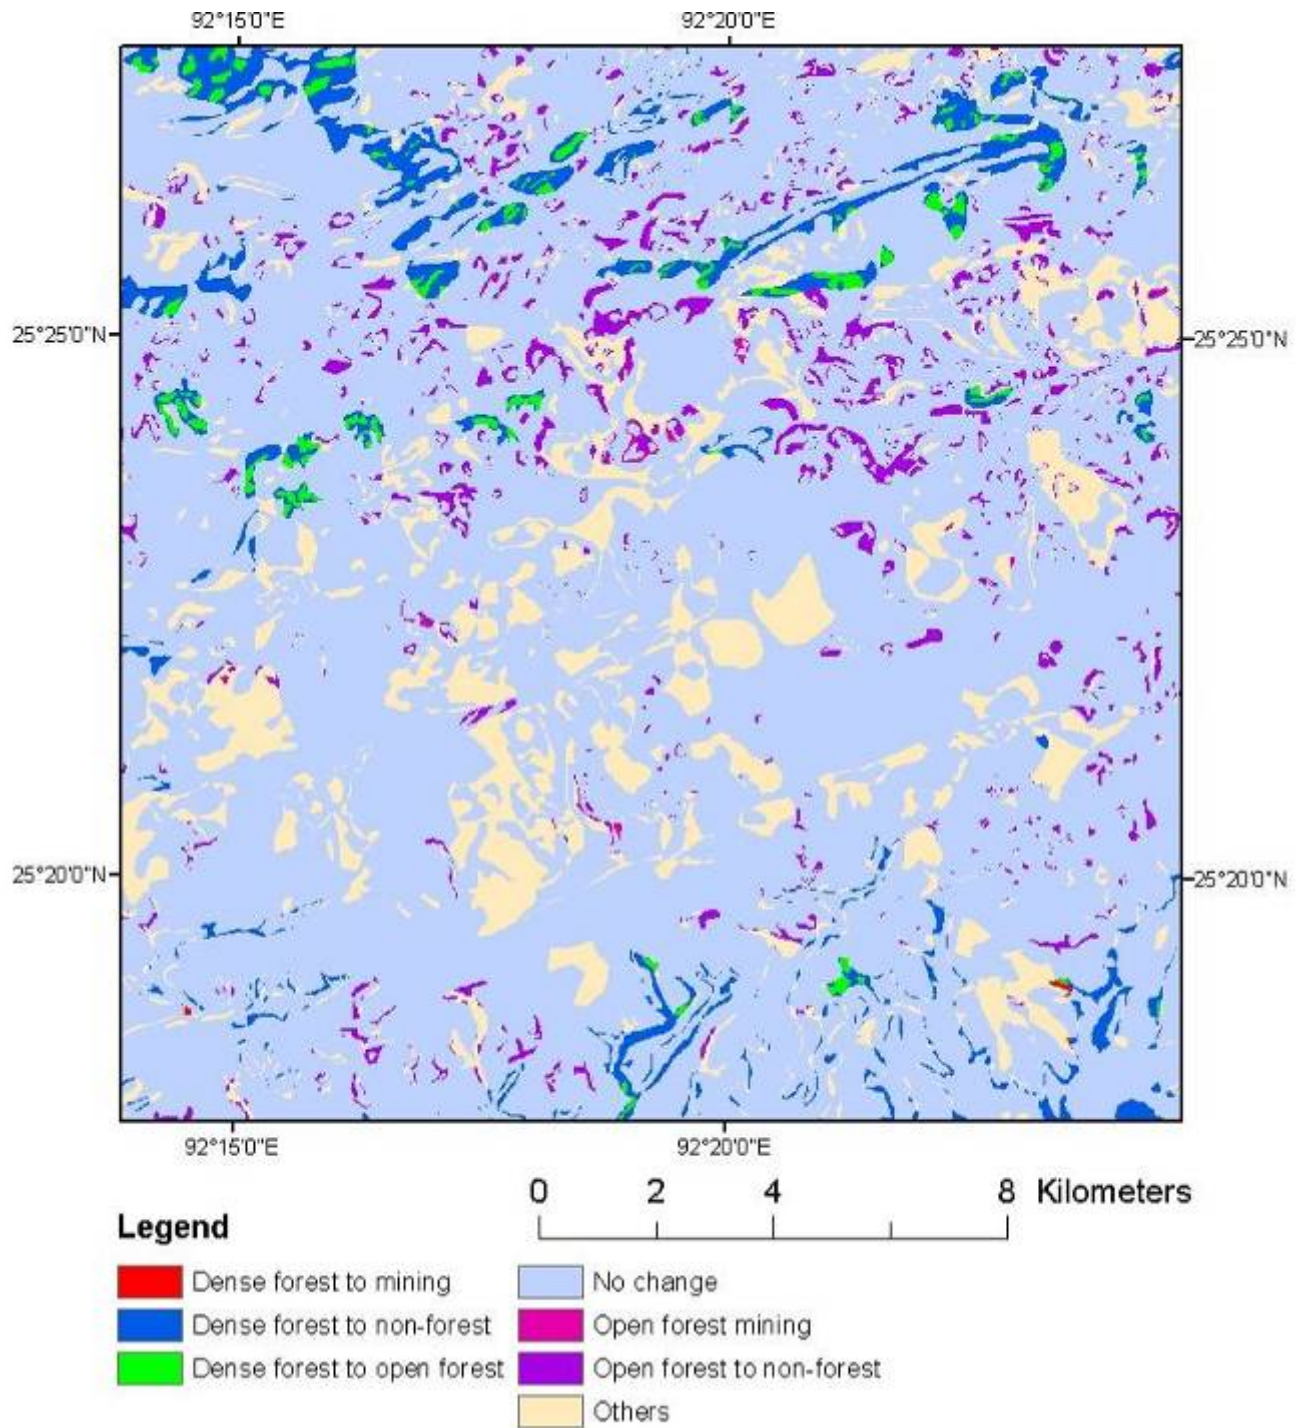 92°15'0"E 92°20'0"E
25°25'0"N 25°25'0"N
25°20'0"N 25°20'0"N
92°15'0"E 92°20'0"E
0 2 4 8 Kilometers
Legend
Dense forest to mining No change
Dense forest to non-forest Open forest mining
Dense forest to open forest Open forest to non-forest
Others